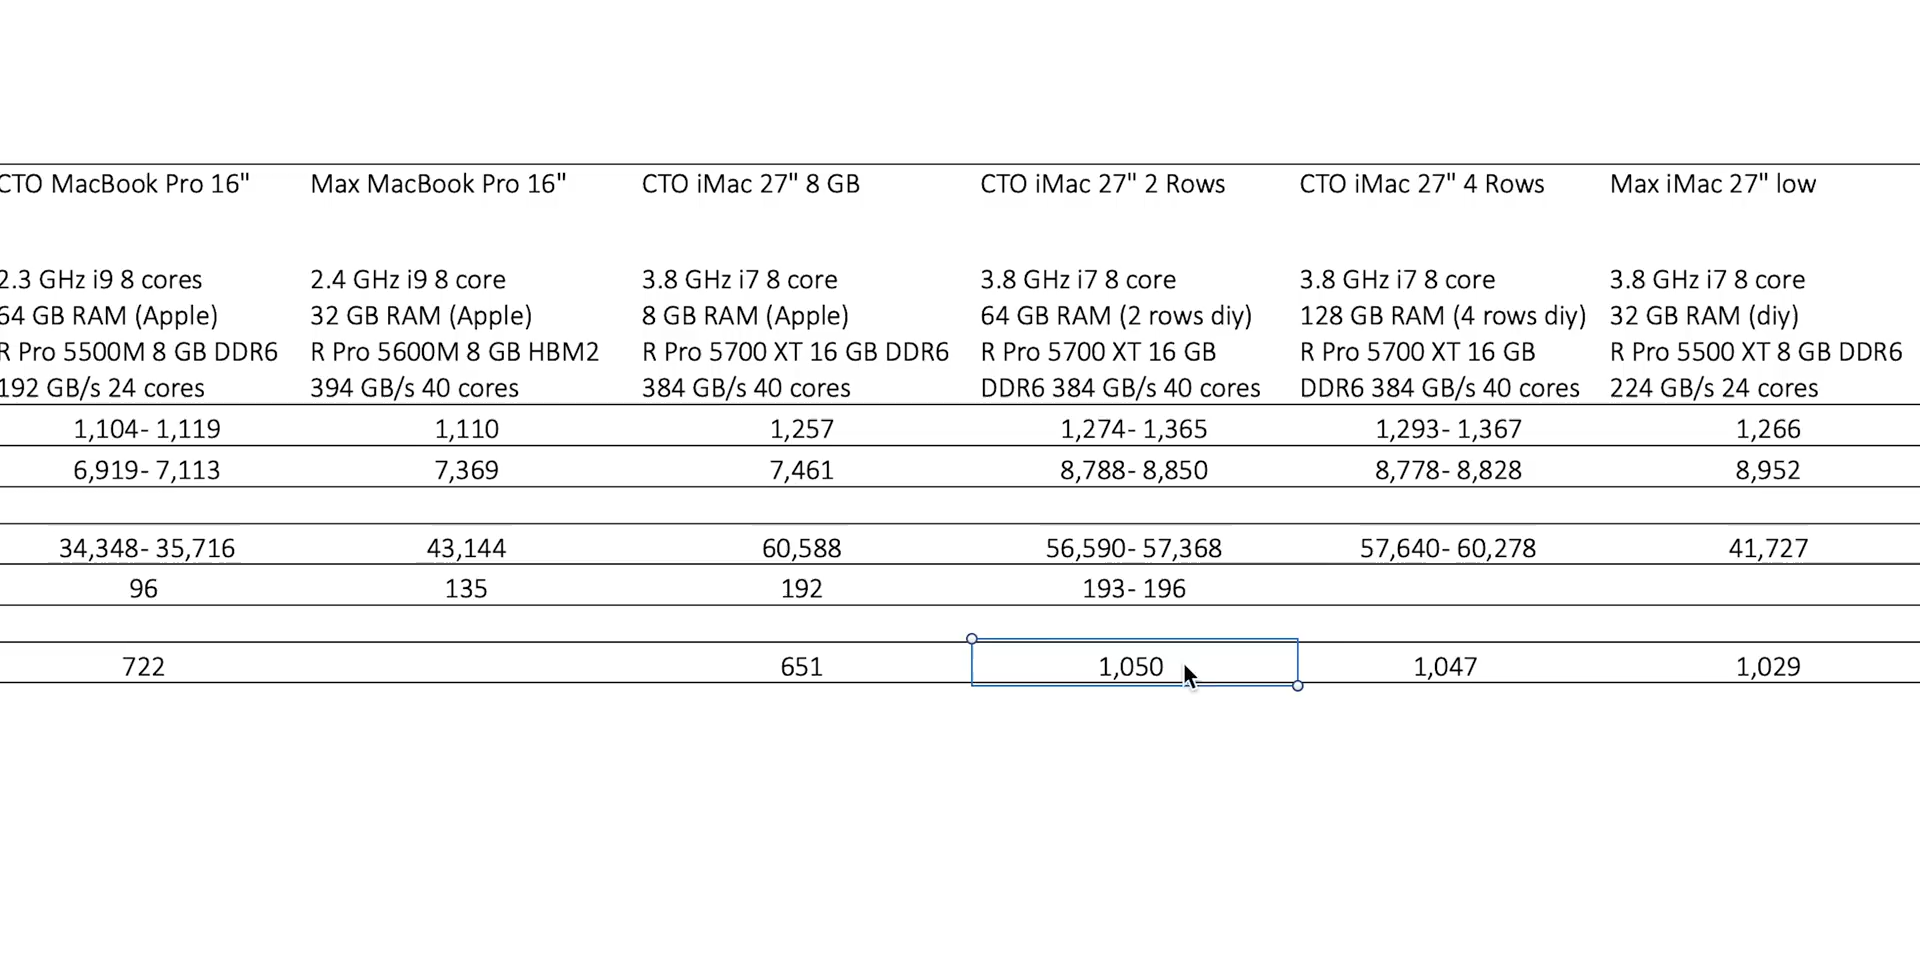 CTO MacBook Pro 16" Max MacBook Pro 16" CTO iMac 27" 8 GB CTO iMac 27" 2 Rows CTO iMac 27" 4 Rows Max iMac 27" low
2.3 GHz i9 8 cores 2.4 GHz i9 8 core 3.8 GHz i7 8 core 3.8 GHz i7 8 core 3.8 GHz i7 8 core 3.8 GHz i7 8 core
64 GB RAM (Apple) 32 GB RAM (Apple) 8 GB RAM (Apple) 64 GB RAM (2 rows diy) 128 GB RAM (4 rows diy) 32 GB RAM (diy)
R Pro 5500M 8 GB DDR6 R Pro 5600M 8 GB HBM2 R Pro 5700 XT 16 GB DDR6 R Pro 5700 XT 16 GB R Pro 5700 XT 16 GB R Pro 5500 XT 8 GB DDR6
192 GB/s 24 cores 394 GB/s 40 cores 384 GB/s 40 cores DDR6 384 GB/s 40 cores DDR6 384 GB/s 40 cores 224 GB/s 24 cores
1,104- 1,119 1,110 1,257 1,274- 1,365 1,293- 1,367 1,266
6,919- 7,113 7,369 7,461 8,788- 8,850 8,778- 8,828 8,952
34,348- 35,716 43,144 60,588 56,590- 57,368 57,640- 60,278 41,727
96 135 192 193- 196
722 651 1,050 1,047 1,029